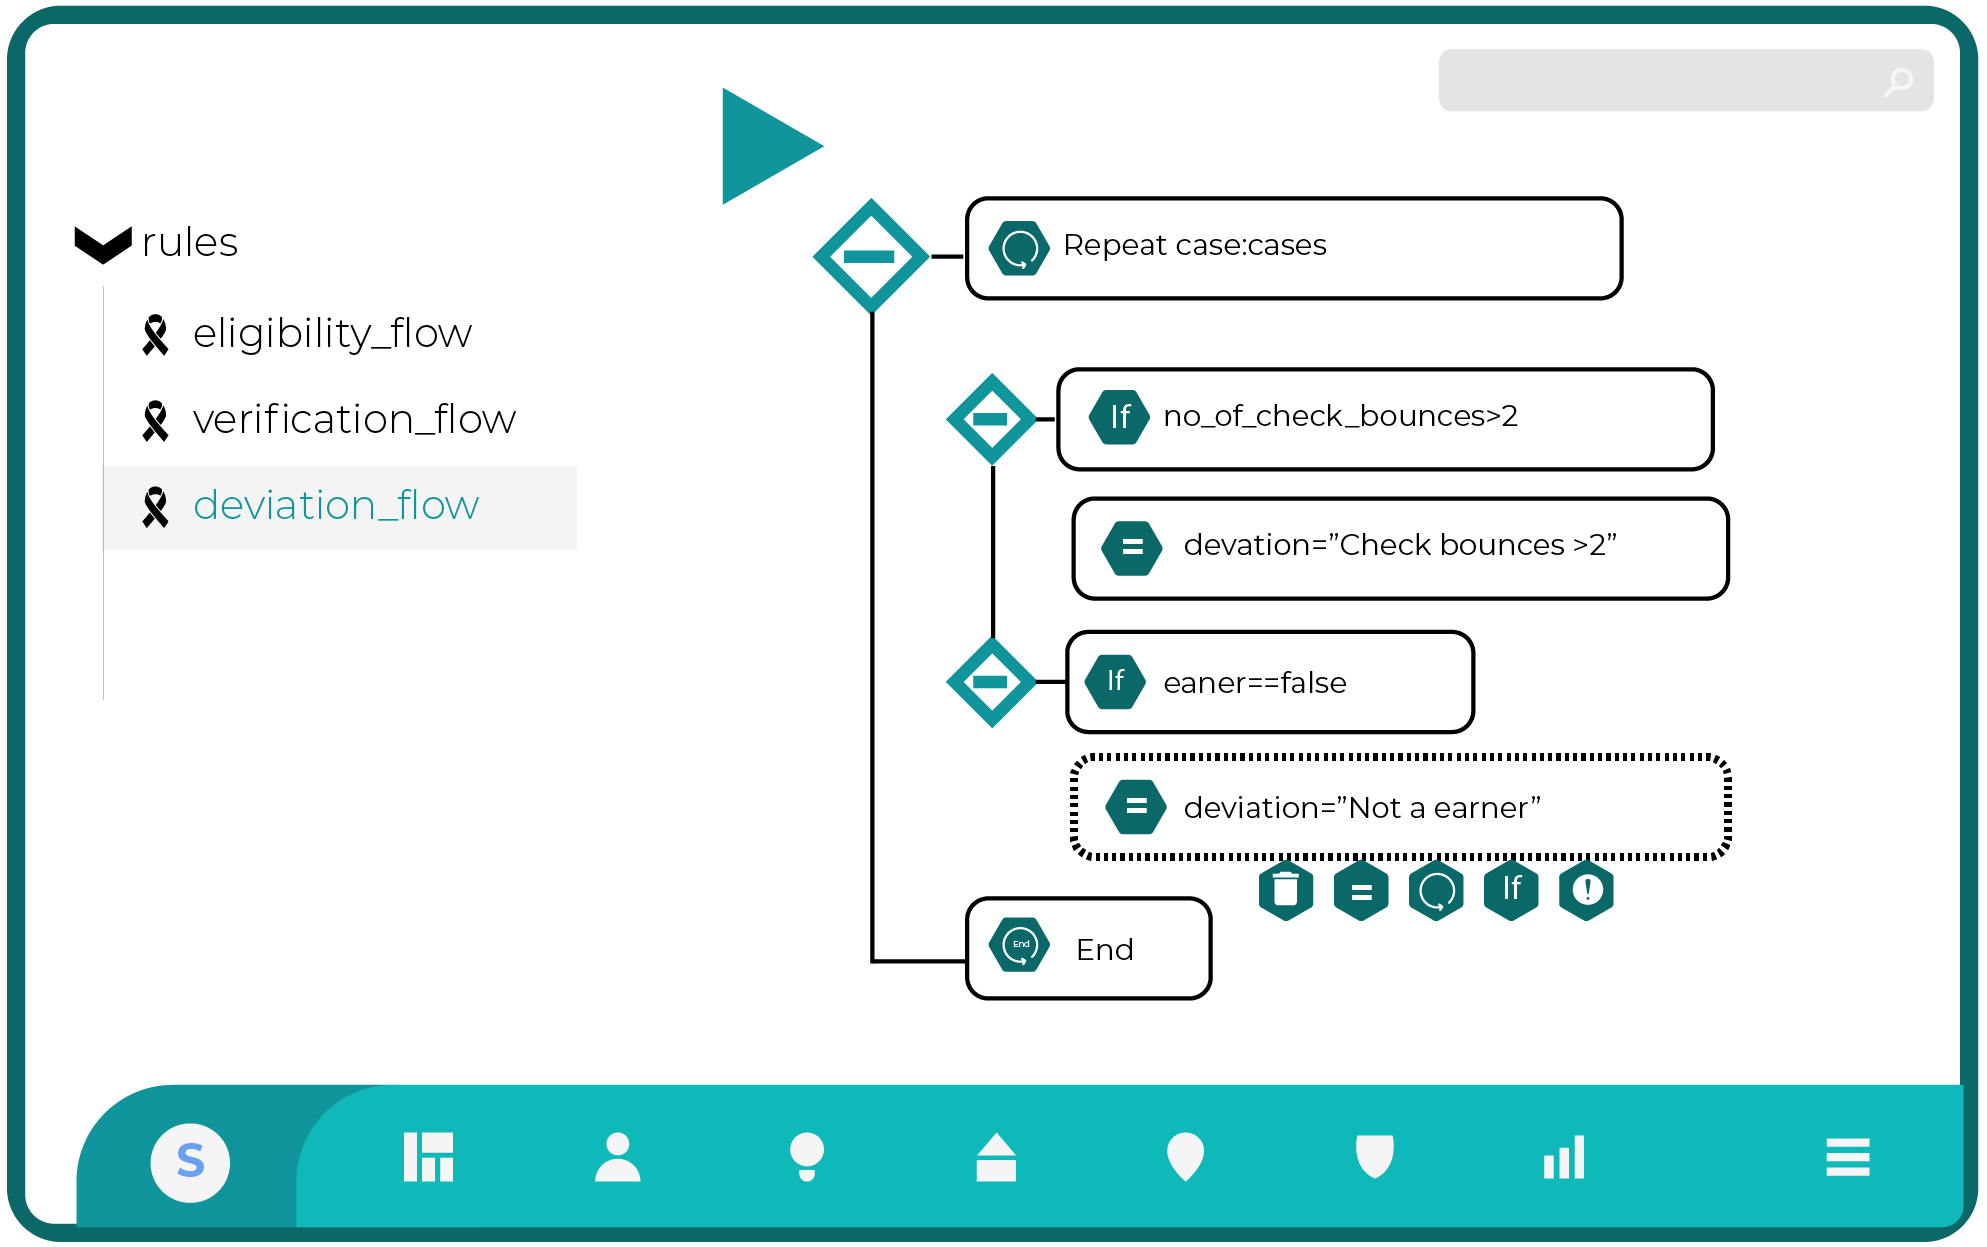 rules
eligibility_flow
verification_flow
deviation_flow
Repeat case:cases
If no_of_check_bounces>2
= devation=”Check bounces >2”
If eaner==false
= deviation=”Not a earner”
= If !
End End
S